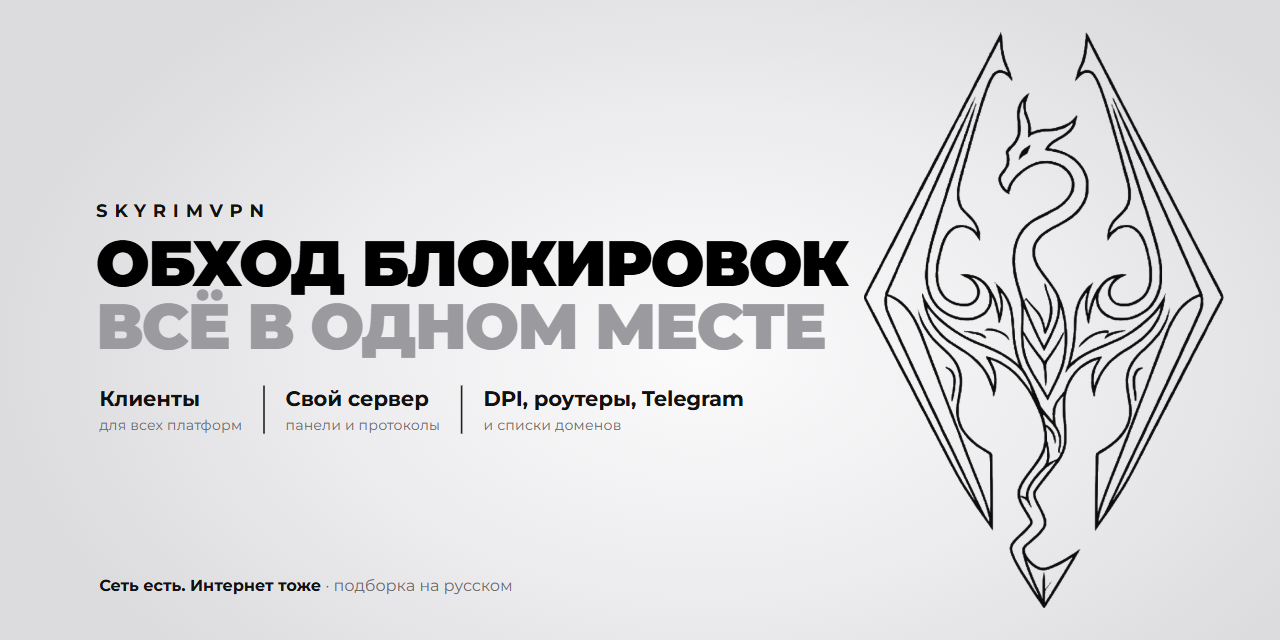 SKYRIMVPN
ОБХОД БЛОКИРОВОК
ВСЁ В ОДНОМ МЕСТЕ
Клиенты
для всех платформ
Свой сервер
панели и протоколы
DPI, роутеры, Telegram
и списки доменов
Сеть есть. Интернет тоже · подборка на русском